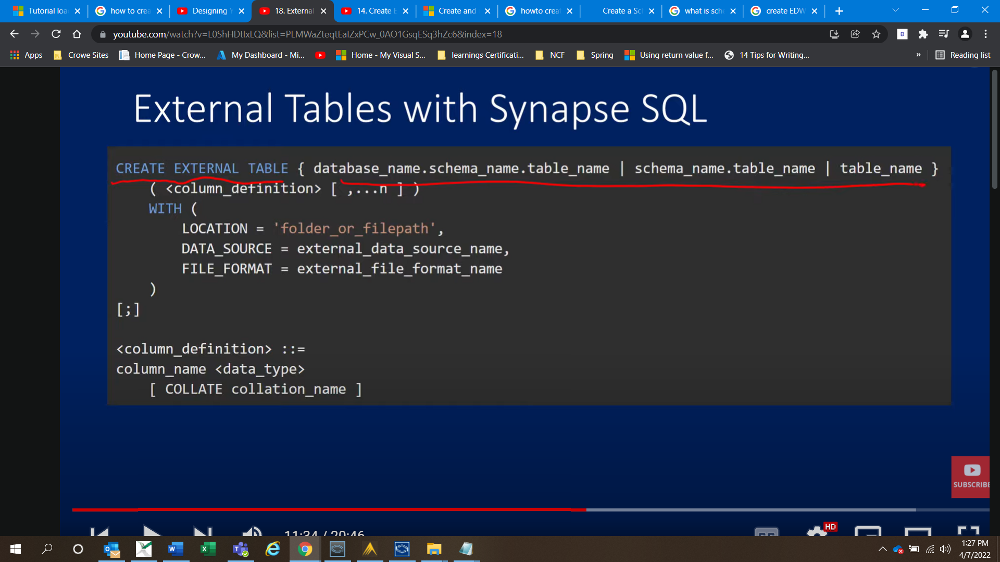 Tutorial loa
how to crea
Designing Y
18. External
14. Create E
Create and
howto creat
Create a Sc
what is sche
create EDW
youtube.com/watch?v=L0ShHDtIxLQ&list=PLMWaZteqtEaIZxPCw_0AO1GsqESq3hZc6&index=18
Apps
Crowe Sites
Home Page - Crow...
My Dashboard - Mi...
Home - My Visual S...
learnings Certificati...
NCF
Spring
Using return value f...
14 Tips for Writing...
»
Reading list
External Tables with Synapse SQL
CREATE EXTERNAL TABLE { database_name.schema_name.table_name | schema_name.table_name | table_name }
( <column_definition> [ ,...n ] )
WITH (
LOCATION = 'folder_or_filepath',
DATA_SOURCE = external_data_source_name,
FILE_FORMAT = external_file_format_name
)
[;]
<column_definition> ::=
column_name <data_type>
[ COLLATE collation_name ]
SUBSCRIBE
11:34 / 20:46
HD
1:27 PM
4/7/2022